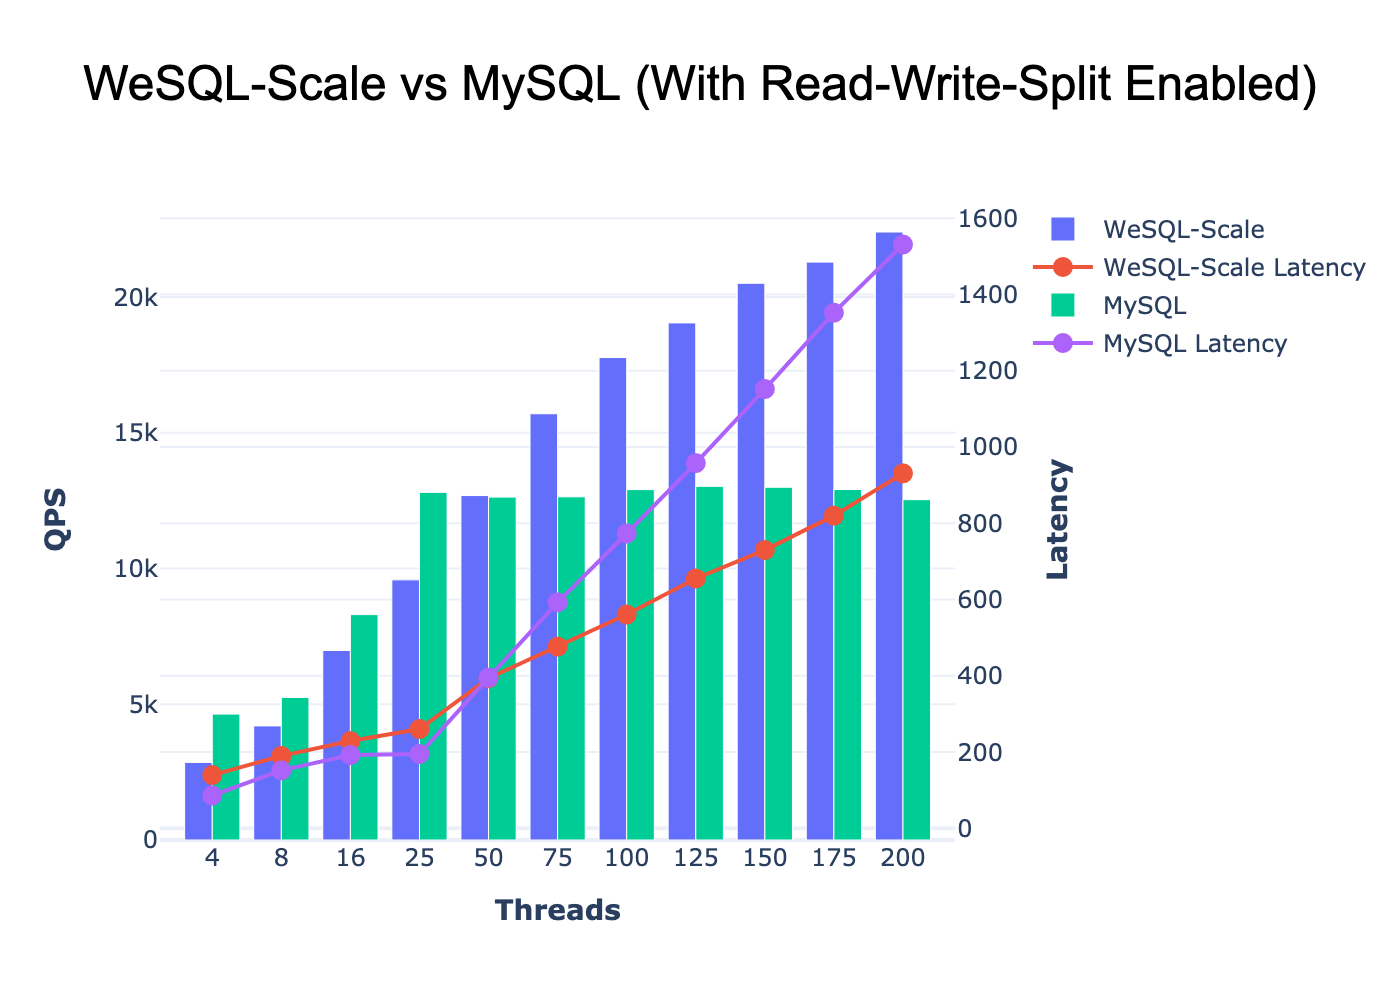 WeSQL-Scale vs MySQL (With Read-Write-Split Enabled)
QPS
20k
15k
10k
5k
0
1600
1400
1200
1000
800
600
400
200
0
Latency
WeSQL-Scale
WeSQL-Scale Latency
MySQL
MySQL Latency
4 8 16 25 50 75 100 125 150 175 200
Threads